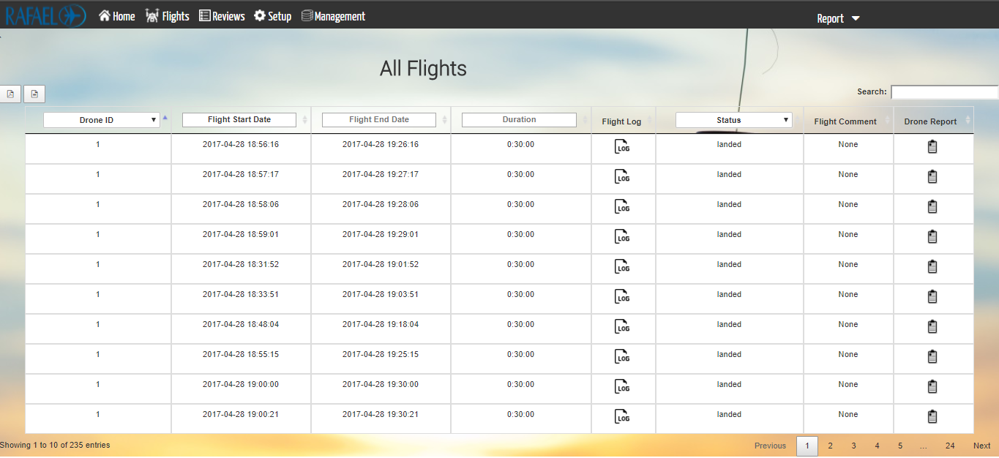 RAFAEL Home Flights Reviews Setup Management Report
All Flights
Search:
Drone ID Flight Start Date Flight End Date Duration Flight Log Status Flight Comment Drone Report
1 2017-04-28 18:56:16 2017-04-28 19:26:16 0:30:00 LOG landed None
1 2017-04-28 18:57:17 2017-04-28 19:27:17 0:30:00 LOG landed None
1 2017-04-28 18:58:06 2017-04-28 19:28:06 0:30:00 LOG landed None
1 2017-04-28 18:59:01 2017-04-28 19:29:01 0:30:00 LOG landed None
1 2017-04-28 18:31:52 2017-04-28 19:01:52 0:30:00 LOG landed None
1 2017-04-28 18:33:51 2017-04-28 19:03:51 0:30:00 LOG landed None
1 2017-04-28 18:48:04 2017-04-28 19:18:04 0:30:00 LOG landed None
1 2017-04-28 18:55:15 2017-04-28 19:25:15 0:30:00 LOG landed None
1 2017-04-28 19:00:00 2017-04-28 19:30:00 0:30:00 LOG landed None
1 2017-04-28 19:00:21 2017-04-28 19:30:21 0:30:00 LOG landed None
Showing 1 to 10 of 235 entries Previous 1 2 3 4 5 ... 24 Next